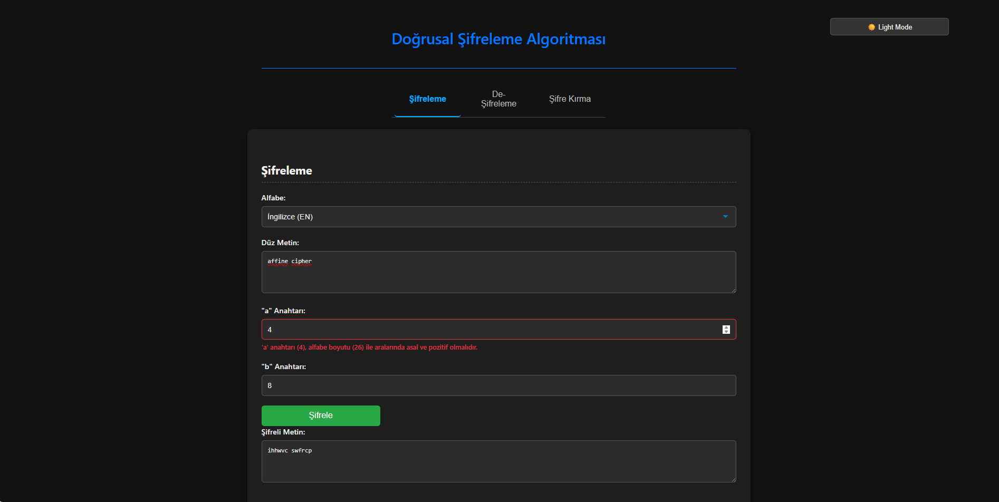 Light Mode
Doğrusal Şifreleme Algoritması
Şifreleme
De-
Şifreleme
Şifre Kırma
Şifreleme
Alfabe:
İngilizce (EN)
Düz Metin:
affine cipher
"a" Anahtarı:
4
'a' anahtarı (4), alfabe boyutu (26) ile aralarında asal ve pozitif olmalıdır.
"b" Anahtarı:
8
Şifrele
Şifreli Metin:
ihhwvc swfrcp